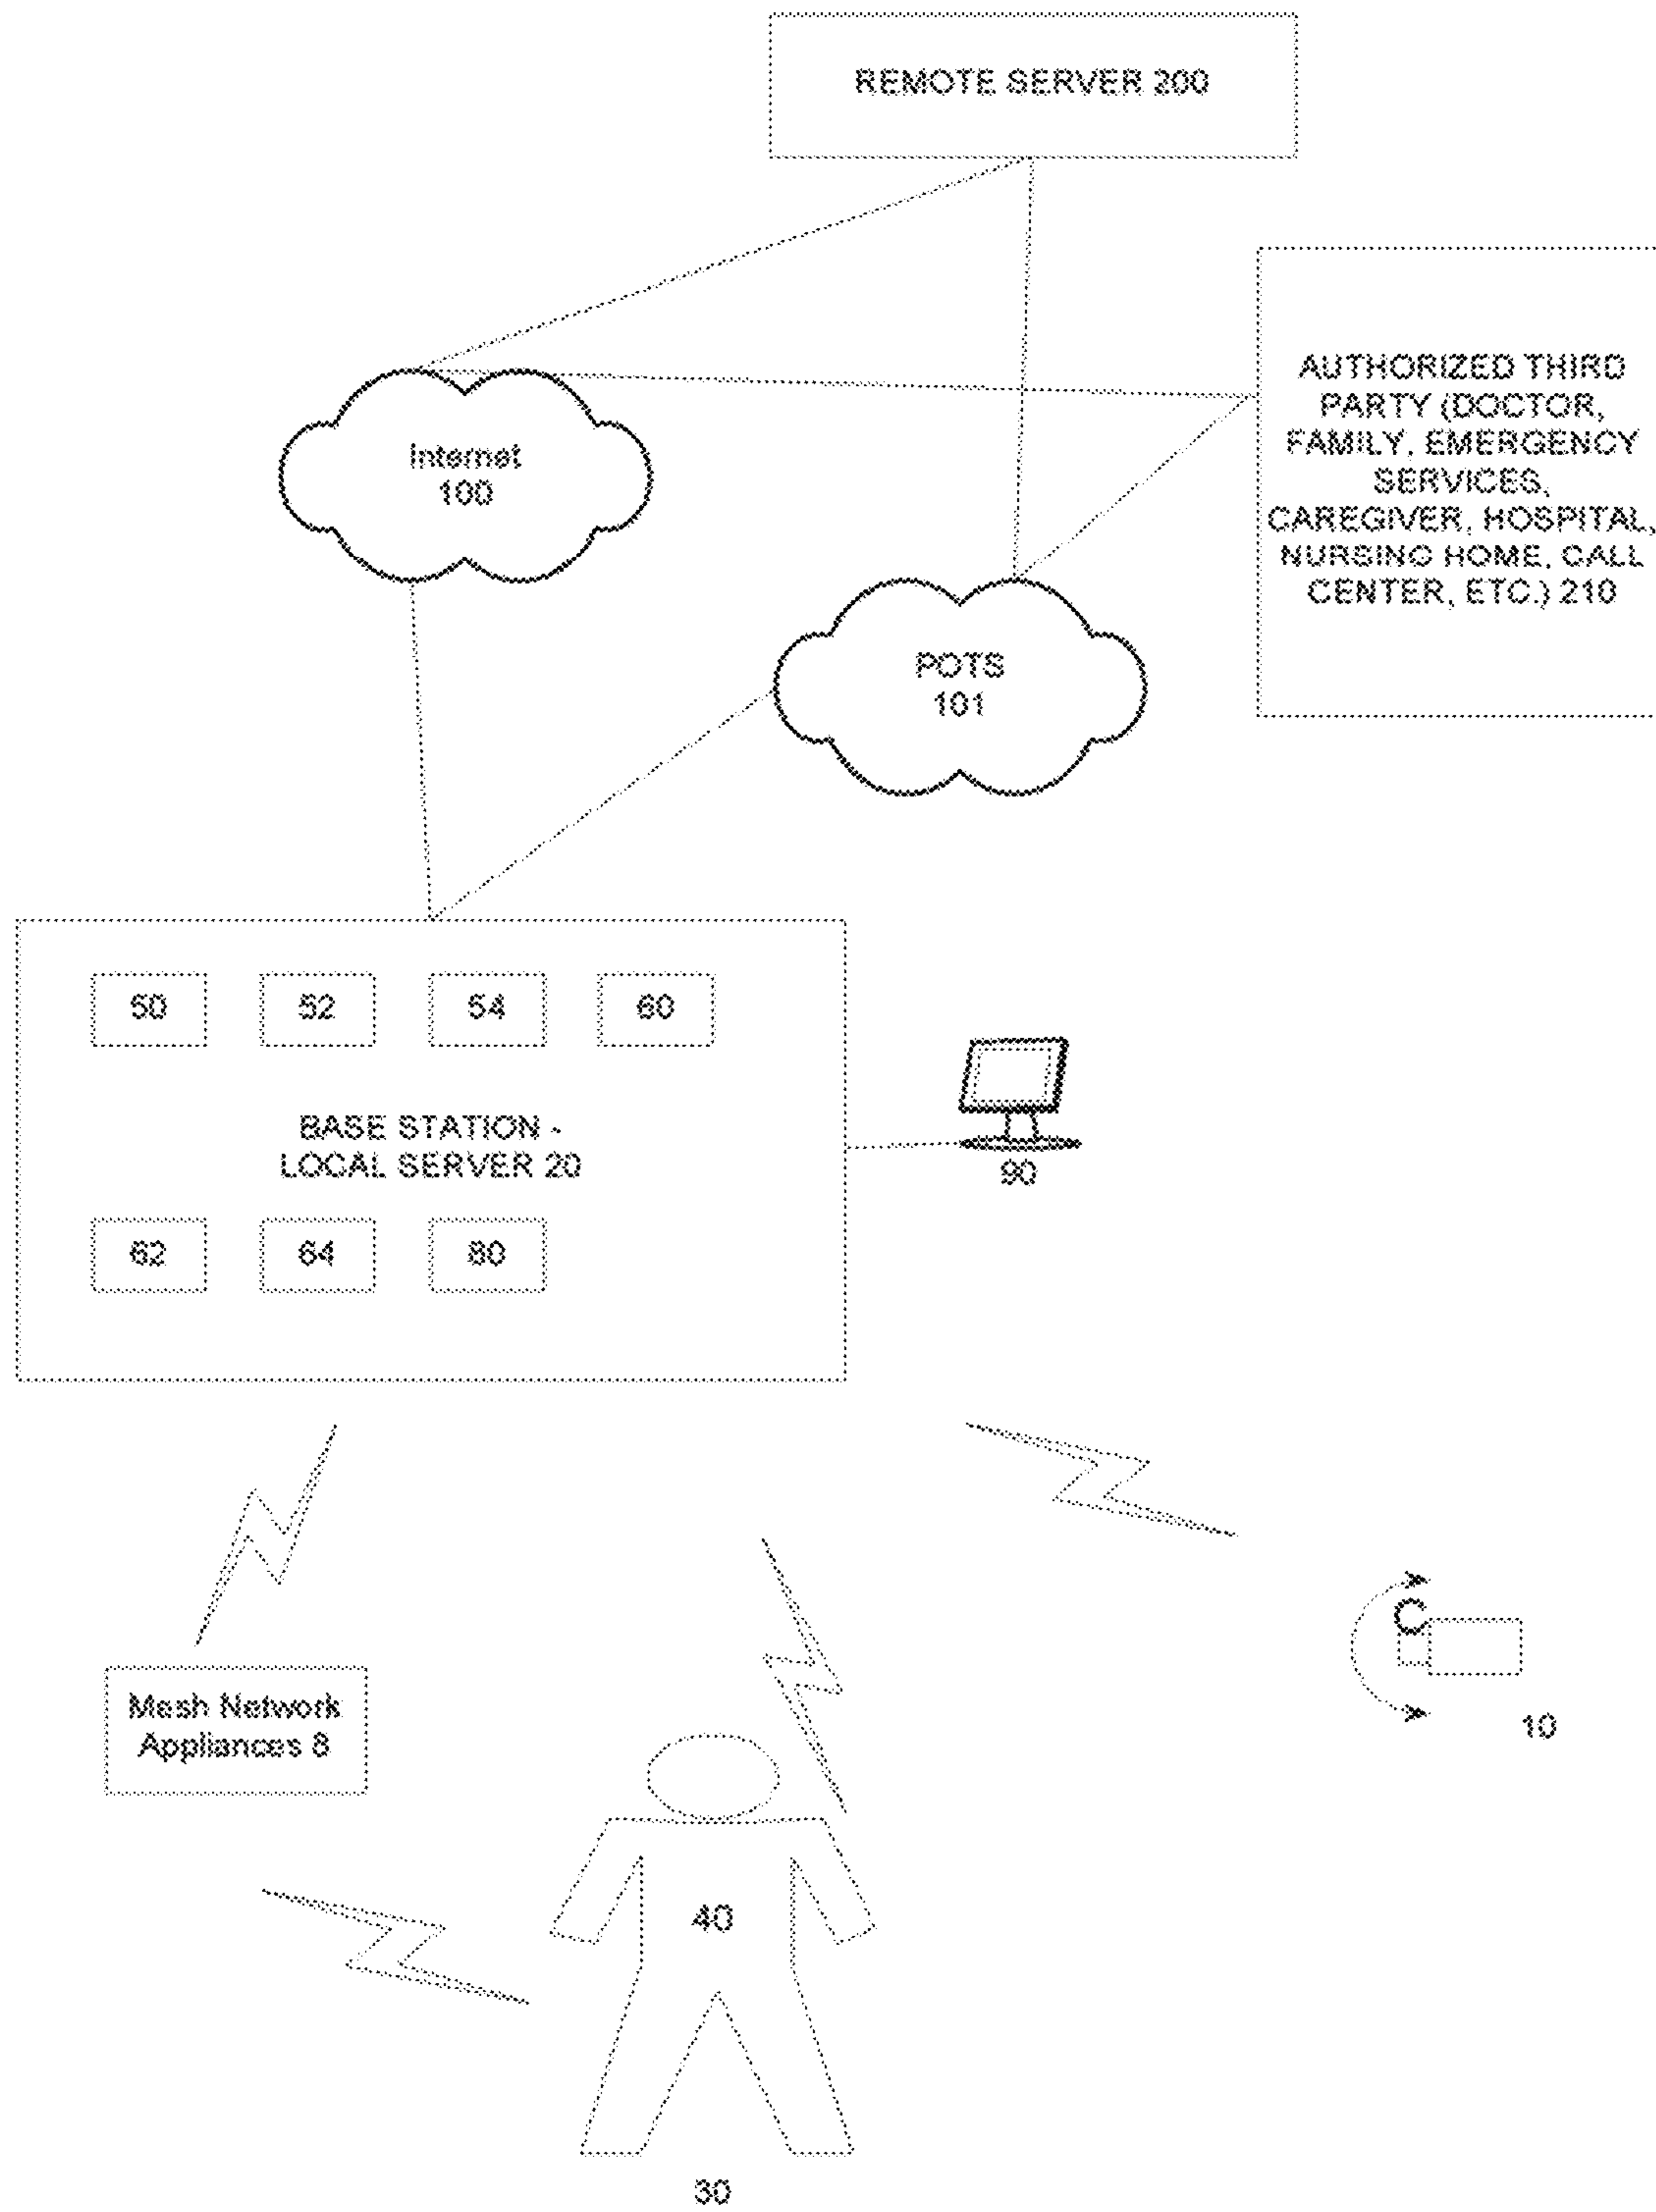 REMOTE SERVER 200
AUTHORIZED THIRD
PARTY (DOCTOR,
FAMILY, EMERGENCY
SERVICES,
CAREGIVER, HOSPITAL,
NURSING HOME, CALL
CENTER, ETC.) 210
Internet
100
POTS
101
50
52
54
60
BASE STATION -
LOCAL SERVER 20
90
62
64
80
C
10
Mesh Network
Appliances 8
40
30